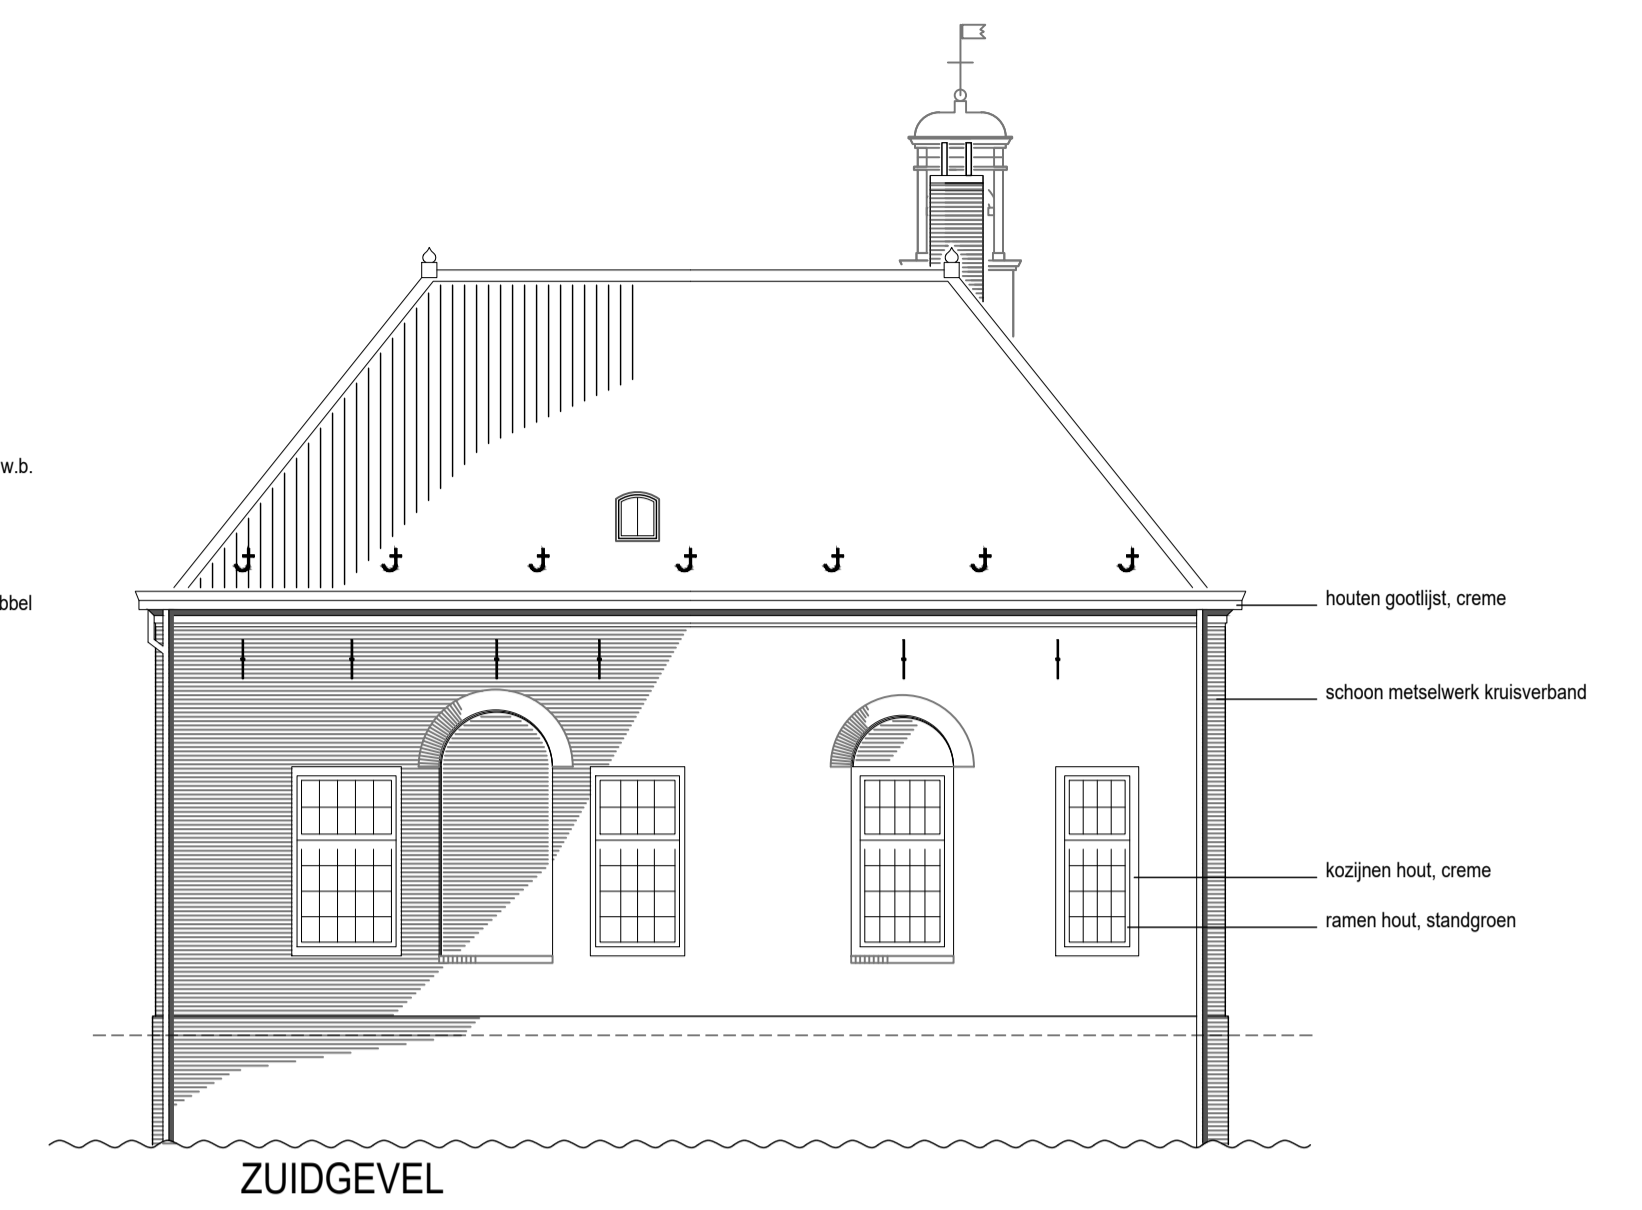 w.b.
bbel
houten gootlijst, creme
schoon metselwerk kruisverband
kozijnen hout, creme
ramen hout, standgroen
ZUIDGEVEL